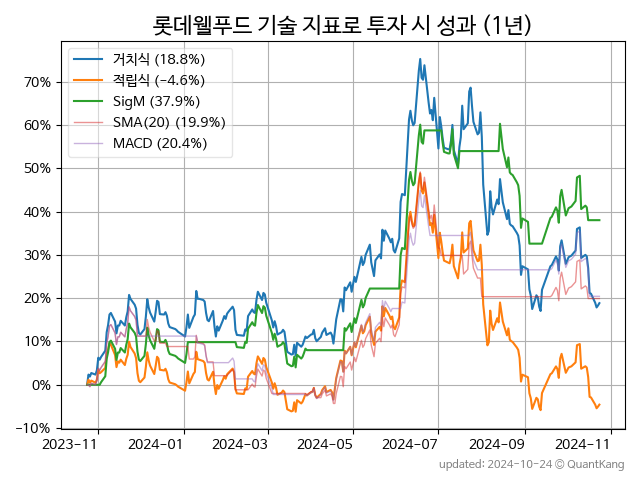 롯데웰푸드 기술 지표로 투자 시 성과 (1년)
거치식 (18.8%)
적립식 (−4.6%)
SigM (37.9%)
SMA(20) (19.9%)
MACD (20.4%)
70%
60%
50%
40%
30%
20%
10%
0%
−10%
2023-11 2024-01 2024-03 2024-05 2024-07 2024-09 2024-11
updated: 2024-10-24 @ QuantKang